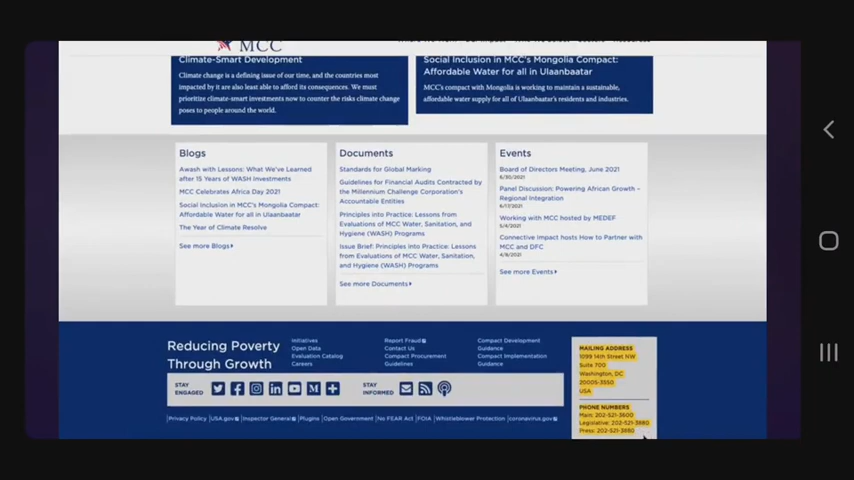 MCC
Climate-Smart Development
Climate change is a defining issue of our time, and the countries most
impacted by it are also least able to afford its consequences. We most
prioritize climate-smart investments now to counter the risks climate change
poses to people around the world.
Social Inclusion in MCC's Mongolia Compact:
Affordable Water for all in Ulaanbaatar
MCC's compact with Mongolia is working to maintain a sustainable,
affordable water supply for all of Ulaanbaatar's residents and industries.
Blogs
Awash with Lessons: What We've Learned
after 15 Years of WASH Investments
MCC Celebrates Africa Day 2021
Social Inclusion in MCC's Mongolia Compact:
Affordable Water for all in Ulaanbaatar
The Year of Climate Resolve
See more Blogs
Documents
Standards for Global Marking
Guidelines for Financial Audits Contracted by
the Millennium Challenge Corporation's
Accountable Entities
Principles into Practice: Lessons from
Evaluations of MCC Water, Sanitation, and
Hygiene (WASH) Programs
Issue Brief: Principles into Practice: Lessons
from Evaluations of MCC Water, Sanitation,
and Hygiene (WASH) Programs
See more Documents
Events
Board of Directors Meeting, June 2021
6/30/2021
Panel Discussion: Powering African Growth –
Regional Integration
6/17/2021
Working with MCC hosted by MEDEF
5/4/2021
Connective Impact hosts How to Partner with
MCC and DFC
4/8/2021
See more Events
Reducing Poverty
Through Growth
Initiatives
Open Data
Evaluation Catalog
Careers
Report Fraud
Contact Us
Compact Procurement
Guidelines
Compact Development
Guidance
Compact Implementation
Guidance
STAY
ENGAGED
STAY
INFORMED
Privacy Policy | USA.gov | Inspector General | Plugins | Open Government | No FEAR Act | FOIA | Whistleblower Protection | coronavirus.gov
MAILING ADDRESS
1099 14th Street NW
Suite 700
Washington, DC
20005-3550
USA
PHONE NUMBERS
Main: 202-521-3600
Legislative: 202-521-3880
Press: 202-521-3880